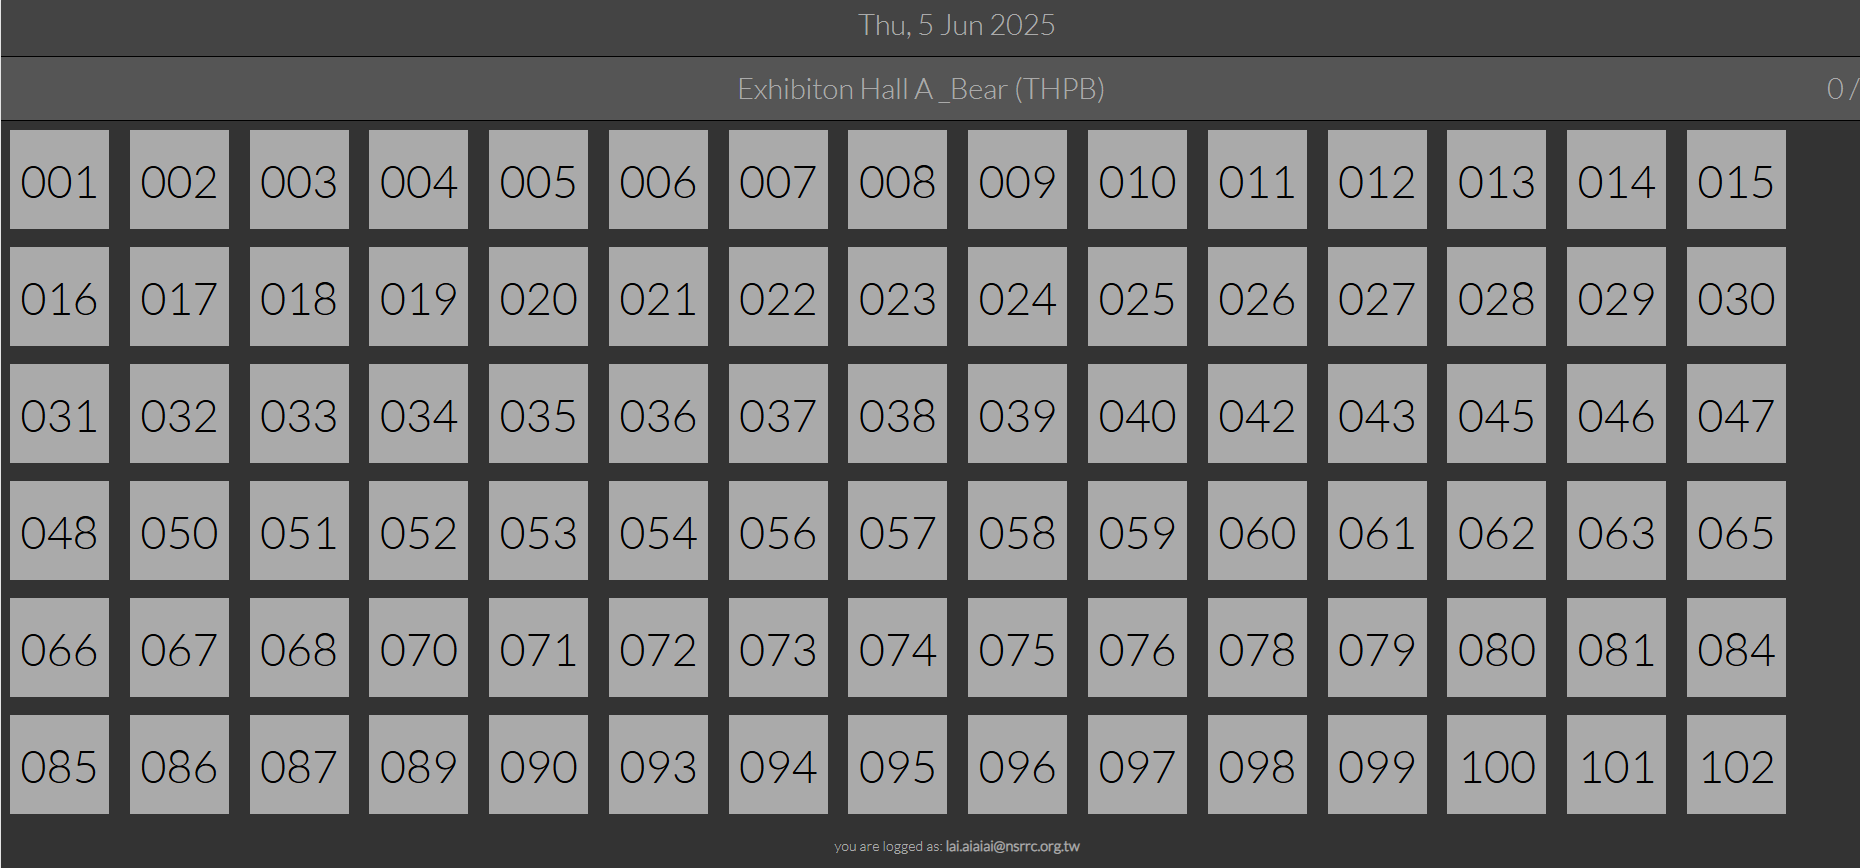 Thu, 5 Jun 2025
Exhibiton Hall A _Bear (THPB) 0 /
001 002 003 004 005 006 007 008 009 010 011 012 013 014 015
016 017 018 019 020 021 022 023 024 025 026 027 028 029 030
031 032 033 034 035 036 037 038 039 040 042 043 045 046 047
048 050 051 052 053 054 056 057 058 059 060 061 062 063 065
066 067 068 070 071 072 073 074 075 076 078 079 080 081 084
085 086 087 089 090 093 094 095 096 097 098 099 100 101 102
you are logged as: lai.aiaiai@nsrrc.org.tw